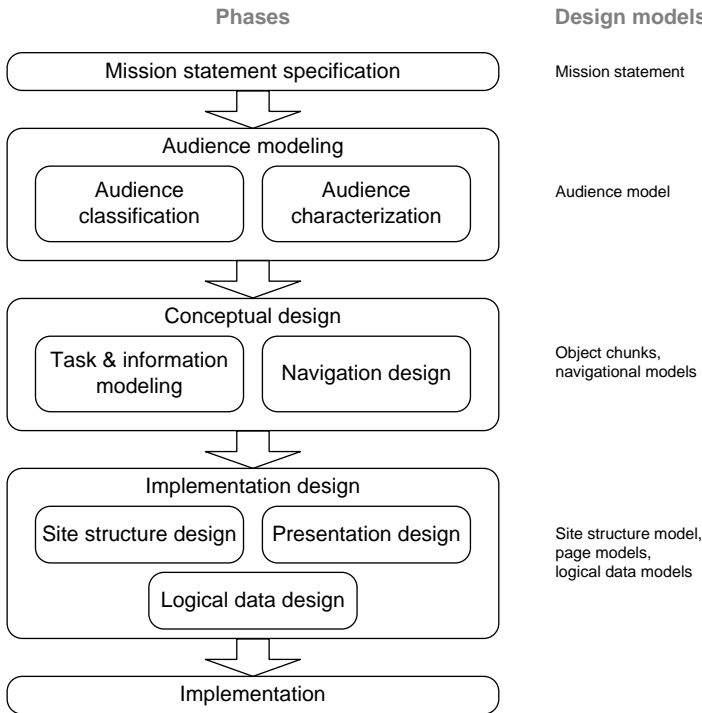 Phases
Design models
Mission statement specification
Mission statement
Audience modeling
Audience
classification
Audience
characterization
Audience model
Conceptual design
Task & information
modeling
Navigation design
Object chunks,
navigational models
Implementation design
Site structure design
Presentation design
Logical data design
Site structure model,
page models,
logical data models
Implementation